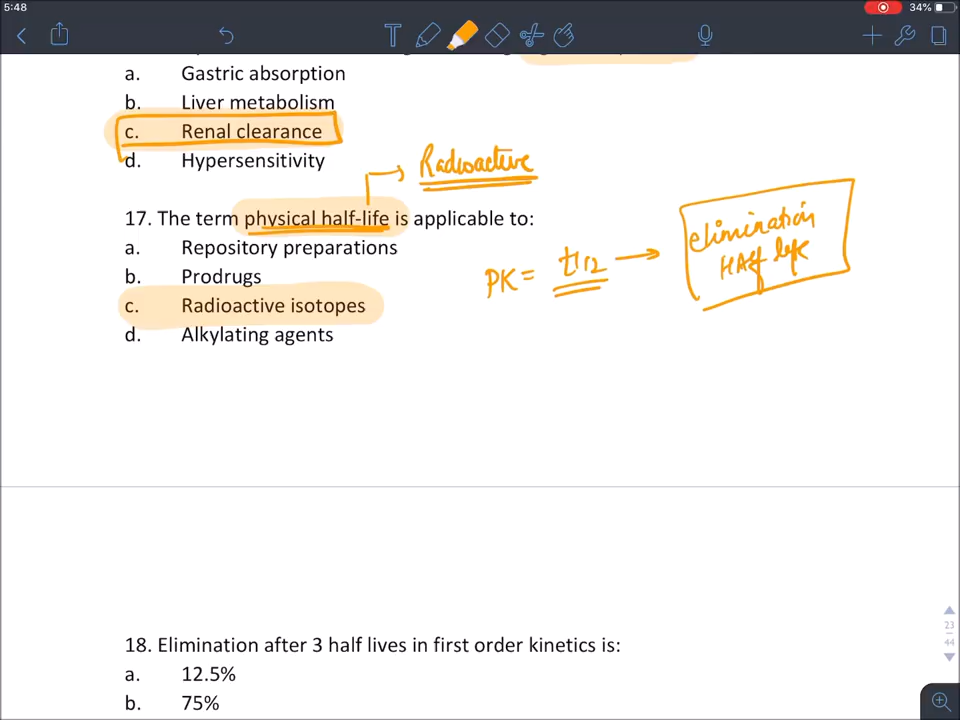 5:48
34%
T
a. Gastric absorption
b. Liver metabolism
c. Renal clearance
d. Hypersensitivity
Radioactive
17. The term physical half-life is applicable to:
a. Repository preparations
b. Prodrugs
c. Radioactive isotopes
d. Alkylating agents
PK = t1/2 → elimination
HAlf life
23
44
18. Elimination after 3 half lives in first order kinetics is:
a. 12.5%
b. 75%